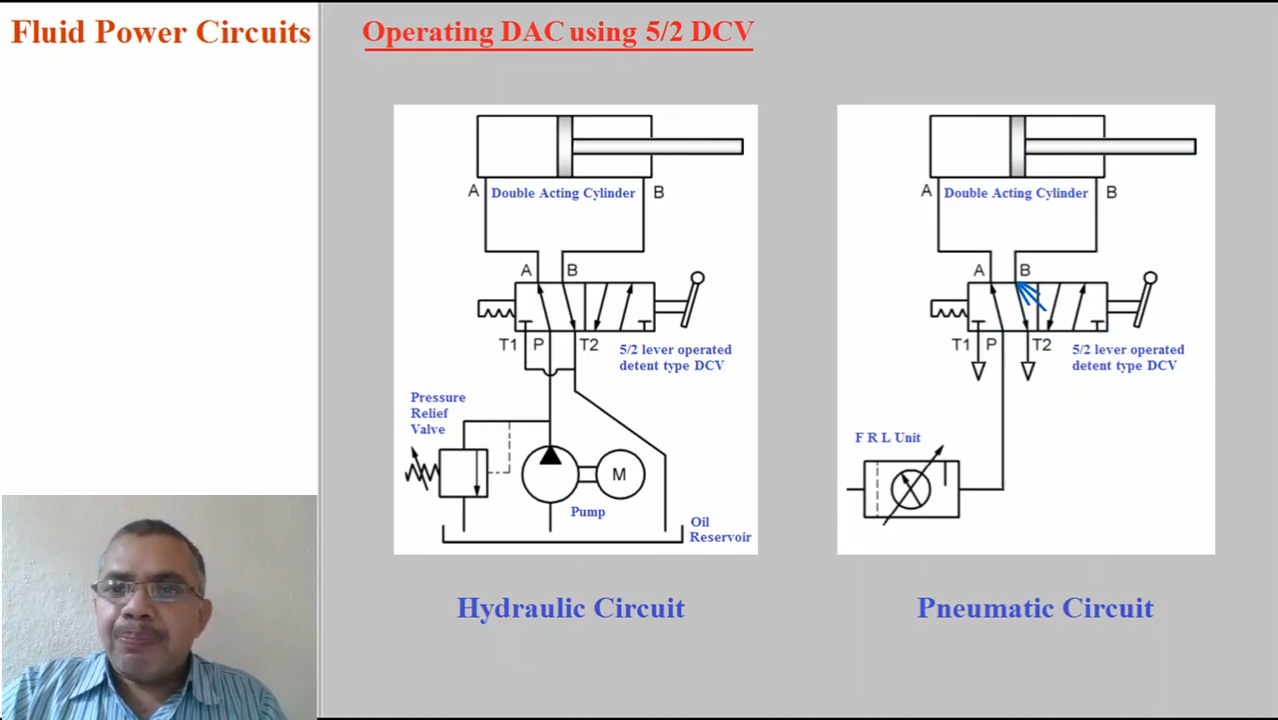 Fluid Power Circuits
Operating DAC using 5/2 DCV
A
Double Acting Cylinder
B
A
B
T1
P
T2
5/2 lever operated
detent type DCV
Pressure
Relief
Valve
M
Pump
Oil
Reservoir
Hydraulic Circuit
A
Double Acting Cylinder
B
A
B
T1
P
T2
5/2 lever operated
detent type DCV
F R L Unit
Pneumatic Circuit